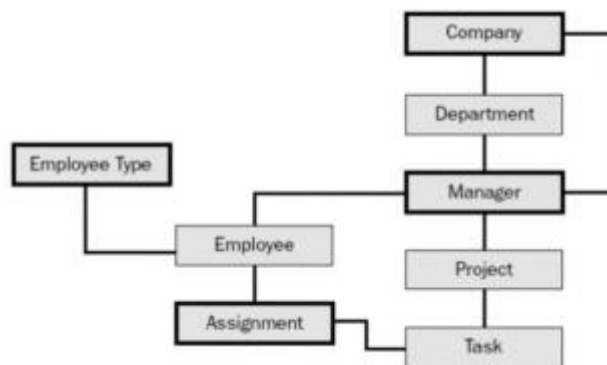 Company
Department
Employee Type
Manager
Employee
Project
Assignment
Task